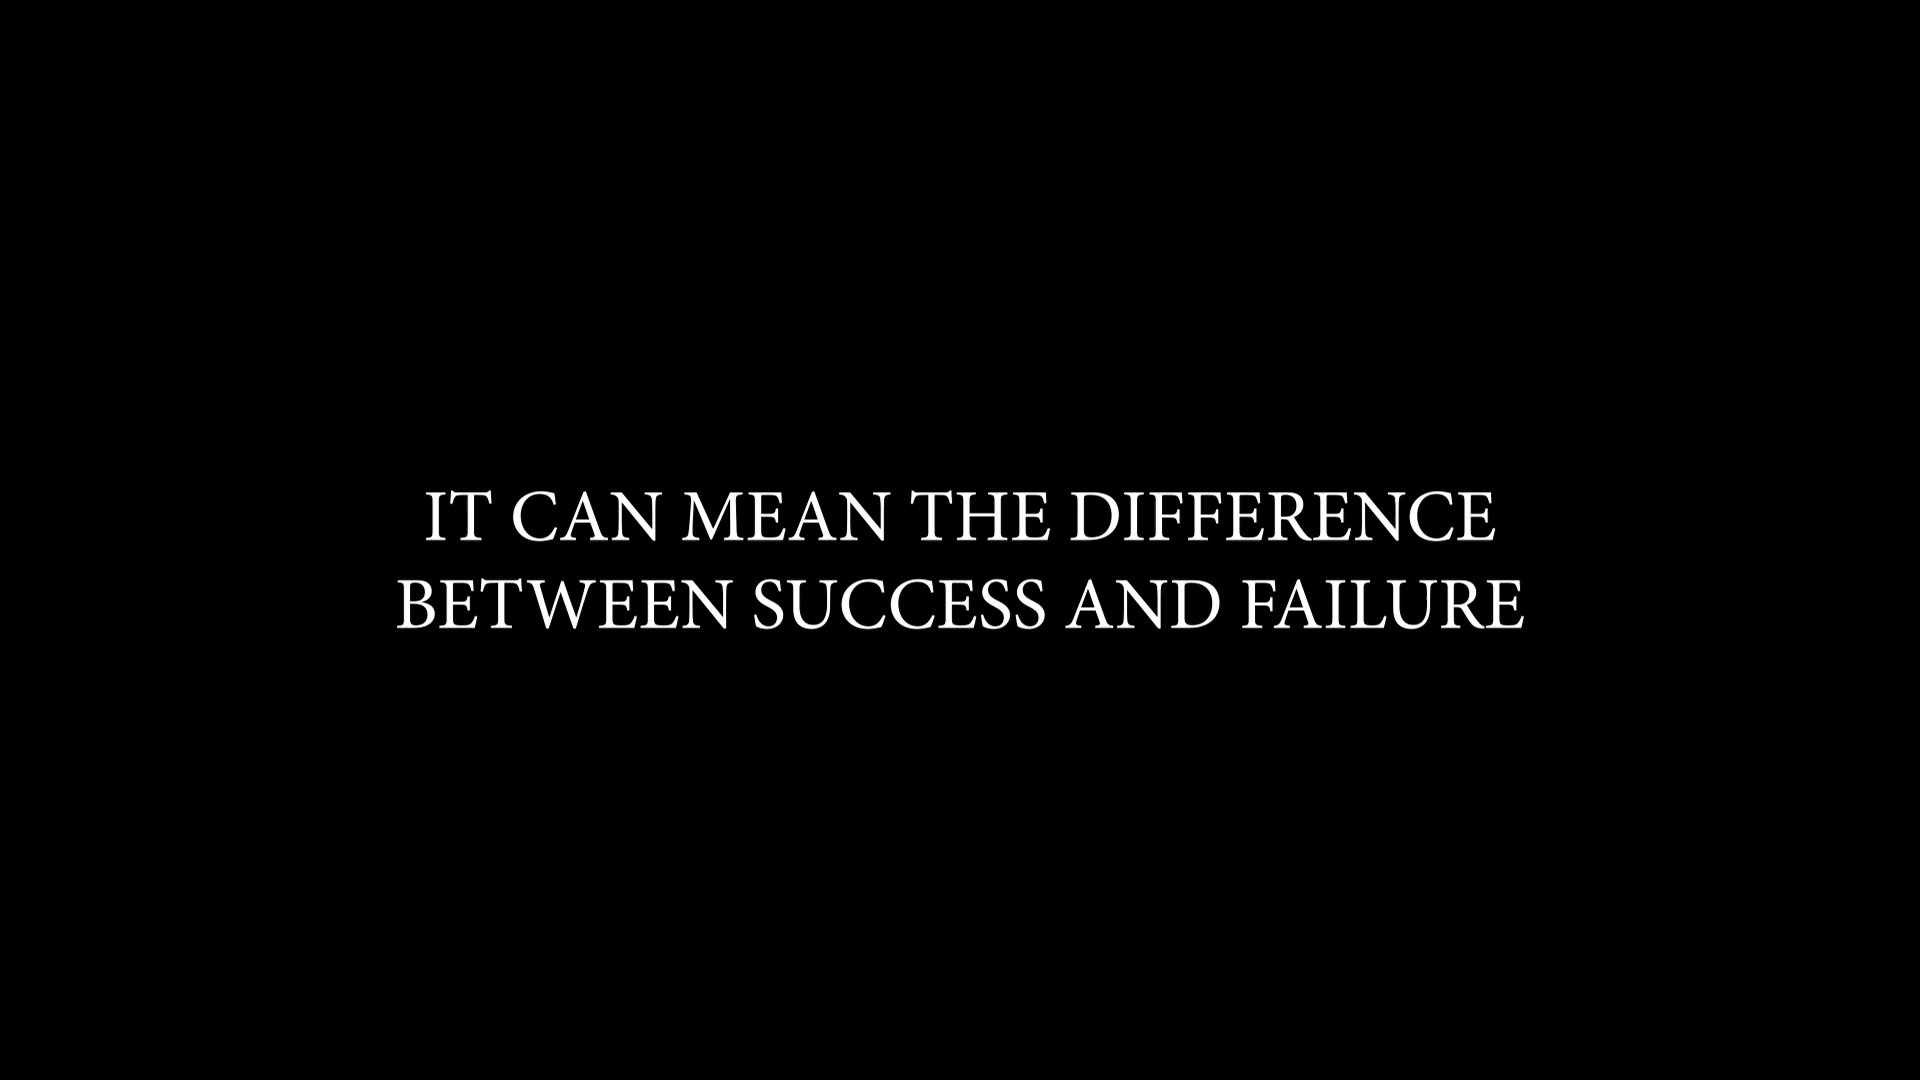 IT CAN MEAN THE DIFFERENCE
BETWEEN SUCCESS AND FAILURE